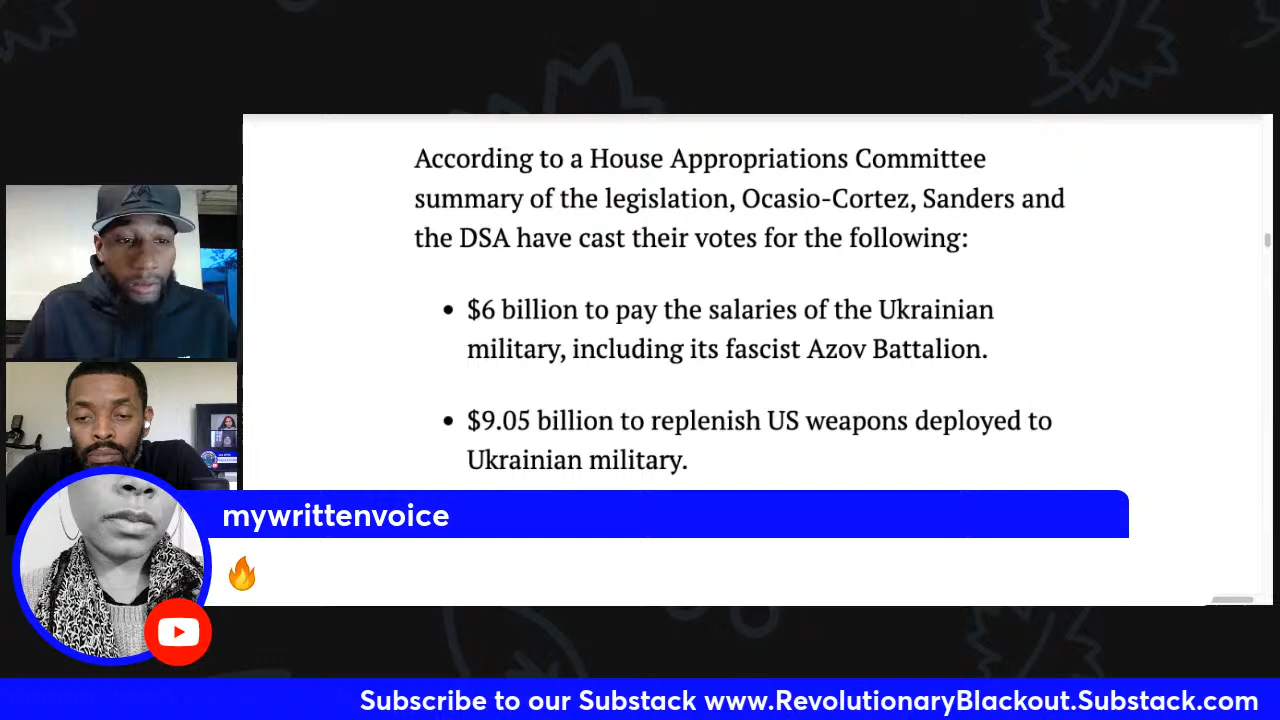 According to a House Appropriations Committee
summary of the legislation, Ocasio-Cortez, Sanders and
the DSA have cast their votes for the following:
• $6 billion to pay the salaries of the Ukrainian
military, including its fascist Azov Battalion.
• $9.05 billion to replenish US weapons deployed to
Ukrainian military.
mywrittenvoice
🔥
Subscribe to our Substack www.RevolutionaryBlackout.Substack.com